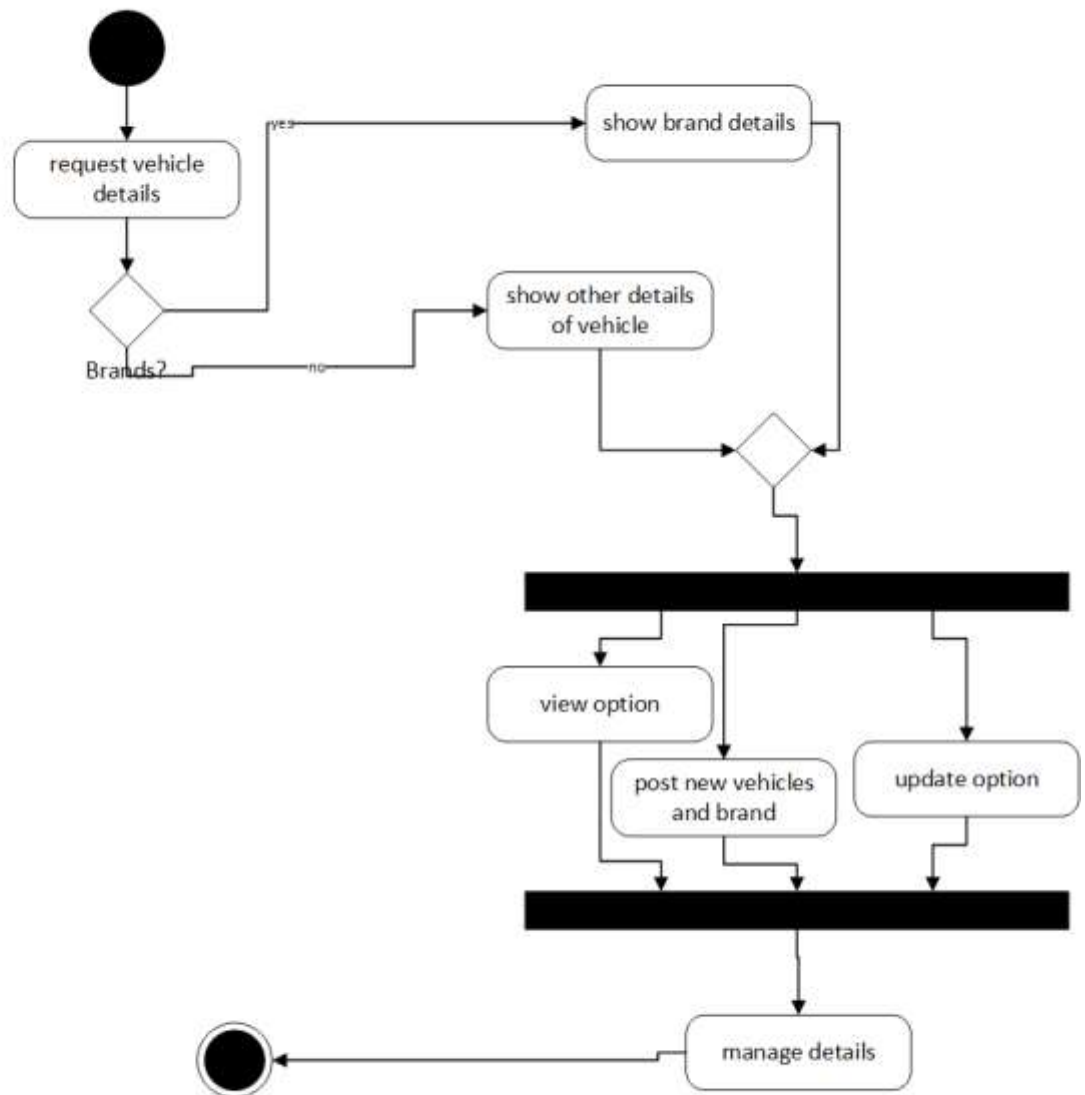 yes
show brand details
request vehicle
details
show other details
of vehicle
Brands?
no
view option
post new vehicles
and brand
update option
manage details